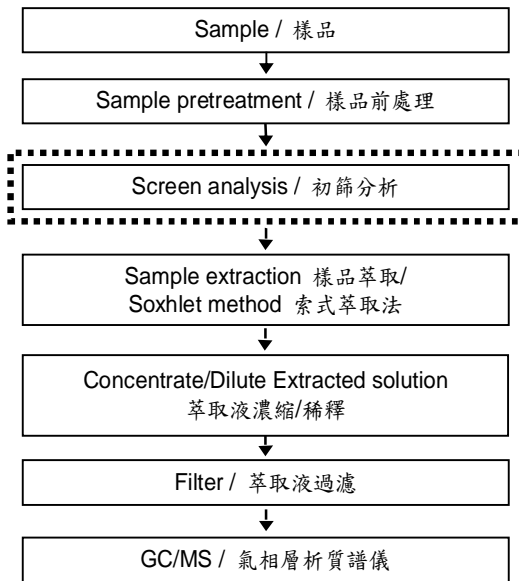 Sample / 樣品
Sample pretreatment / 樣品前處理
Screen analysis / 初篩分析
Sample extraction 樣品萃取/
Soxhlet method 索式萃取法
Concentrate/Dilute Extracted solution
萃取液濃縮/稀釋
Filter / 萃取液過濾
GC/MS / 氣相層析質譜儀